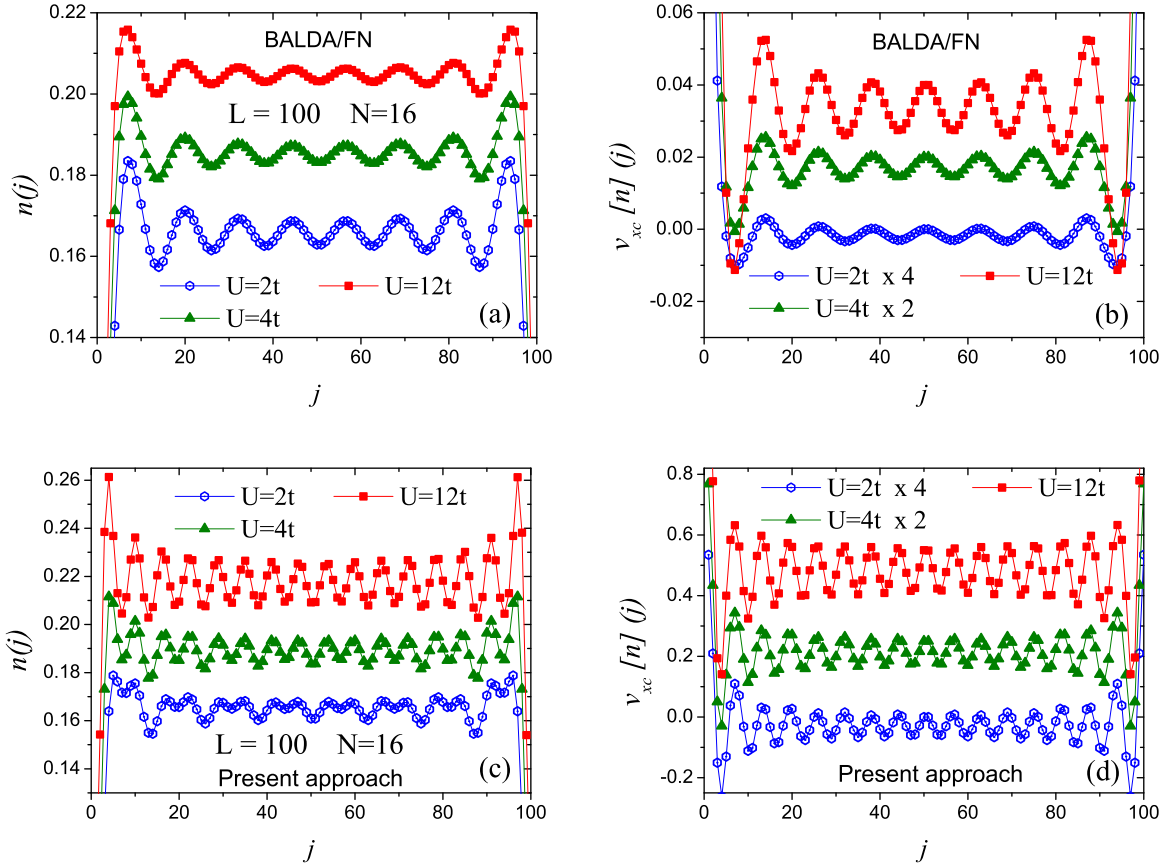 BALDA/FN
L = 100 N=16
U=2t U=12t
U=4t
(a)
n(j)
0.22
0.20
0.18
0.16
0.14
0 20 40 60 80 100
j
BALDA/FN
U=2t x 4 U=12t
U=4t x 2
(b)
v_xc [n] (j)
0.06
0.04
0.02
0.00
-0.02
0 20 40 60 80 100
j
U=2t U=12t
U=4t
L = 100 N=16
Present approach
(c)
n(j)
0.26
0.24
0.22
0.20
0.18
0.16
0.14
0 20 40 60 80 100
j
U=2t x 4 U=12t
U=4t x 2
Present approach
(d)
v_xc [n] (j)
0.8
0.6
0.4
0.2
0.0
-0.2
0 20 40 60 80 100
j